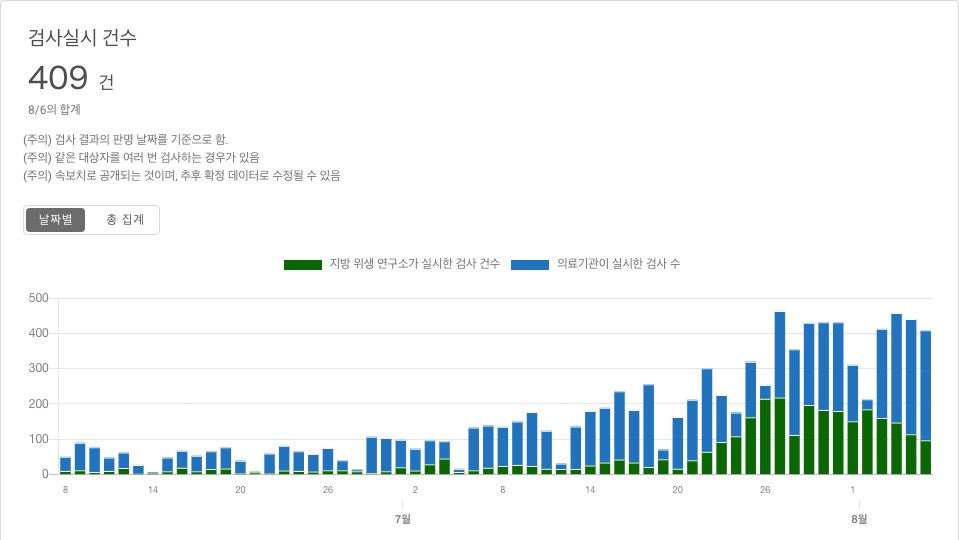 검사실시 건수
409 건
8/6의 합계
(주의) 검사 결과의 판명 날짜를 기준으로 함.
(주의) 같은 대상자를 여러 번 검사하는 경우가 있음
(주의) 속보치로 공개되는 것이며, 추후 확정 데이터로 수정될 수 있음
날짜별 총 집계
지방 위생 연구소가 실시한 검사 건수 의료기관이 실시한 검사 수
500
400
300
200
100
0
8 14 20 26 2 8 14 20 26 1
7월 8월